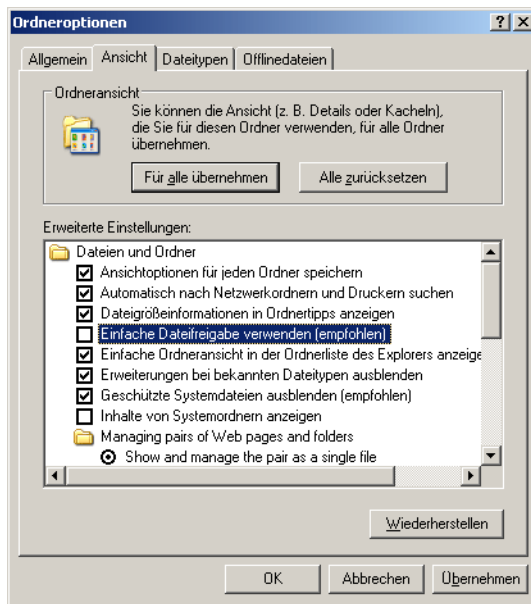 Ordneroptionen
Allgemein Ansicht Dateitypen Offlinedateien
Ordneransicht
Sie können die Ansicht (z. B. Details oder Kacheln),
die Sie für diesen Ordner verwenden, für alle Ordner
übernehmen.
Für alle übernehmen Alle zurücksetzen
Erweiterte Einstellungen:
Dateien und Ordner
Ansichtoptionen für jeden Ordner speichern
Automatisch nach Netzwerkordnern und Druckern suchen
Dateigrößeinformationen in Ordnertipps anzeigen
Einfache Dateifreigabe verwenden (empfohlen)
Einfache Ordneransicht in der Ordnerliste des Explorers anzeige
Erweiterungen bei bekannten Dateitypen ausblenden
Geschützte Systemdateien ausblenden (empfohlen)
Inhalte von Systemordnern anzeigen
Managing pairs of Web pages and folders
Show and manage the pair as a single file
Wiederherstellen
OK Abbrechen Übernehmen